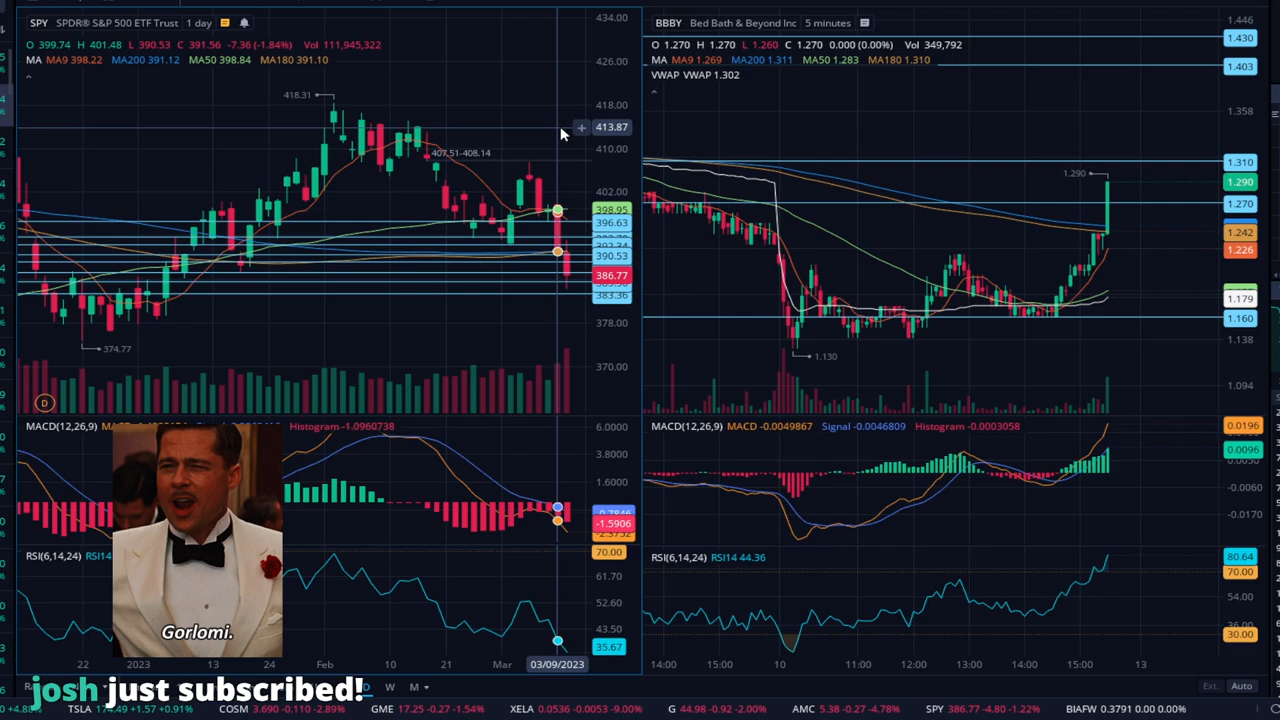 SPY SPDR® S&P 500 ETF Trust 1 day
O 399.74 H 401.48 L 390.53 C 391.56 -7.36 (-1.84%) Vol 111,945,322
MA MA9 398.22 MA200 391.12 MA50 398.84 MA180 391.10
434.00
426.00
418.00
413.87
410.00
402.00
398.95
396.63
390.53
386.77
383.36
378.00
370.00
418.31
407.51-408.14
374.77
D
MACD(12,26,9)
Histogram -1.0960738
6.0000
3.8000
1.6000
-1.5906
RSI(6,14,24) RSI14
70.00
61.70
52.60
43.50
35.67
22 2023 13 24 Feb 10 21 Mar 03/09/2023
D W M
BBBY Bed Bath & Beyond Inc 5 minutes
O 1.270 H 1.270 L 1.260 C 1.270 0.000 (0.00%) Vol 349,792
MA MA9 1.269 MA200 1.311 MA50 1.283 MA180 1.310
VWAP VWAP 1.302
1.446
1.430
1.403
1.358
1.310
1.290
1.270
1.242
1.226
1.179
1.160
1.138
1.094
1.290
1.130
MACD(12,26,9) MACD -0.0049867 Signal -0.0046809 Histogram -0.0003058
0.0196
0.0096
-0.0060
-0.0170
RSI(6,14,24) RSI14 44.36
80.64
70.00
54.00
30.00
14:00 15:00 10 11:00 12:00 13:00 14:00 15:00 13
Ext. Auto
Gorlomi.
josh just subscribed!
TSLA 174.49 +1.57 +0.91% COSM 3.690 -0.110 -2.89% GME 17.25 -0.27 -1.54% XELA 0.0536 -0.0053 -9.00% G 44.98 -0.92 -2.00% AMC 5.38 -0.27 -4.78% SPY 386.77 -4.80 -1.22% BIAFW 0.3791 0.00 0.00%